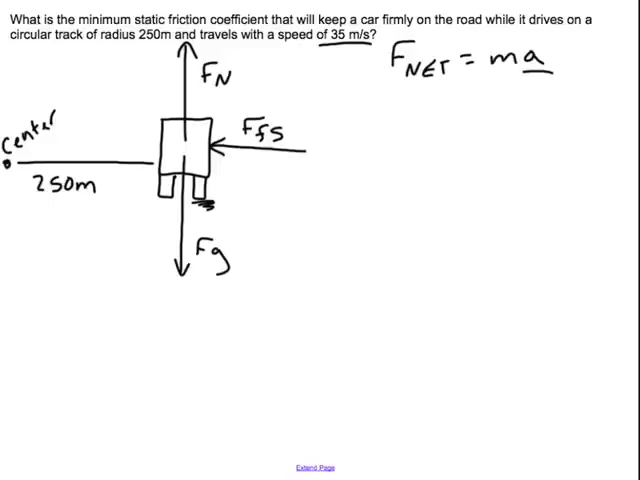 What is the minimum static friction coefficient that will keep a car firmly on the road while it drives on a
circular track of radius 250m and travels with a speed of 35 m/s?
FNET = ma
FN
Center
Ffs
250m
Fg
Extend Page